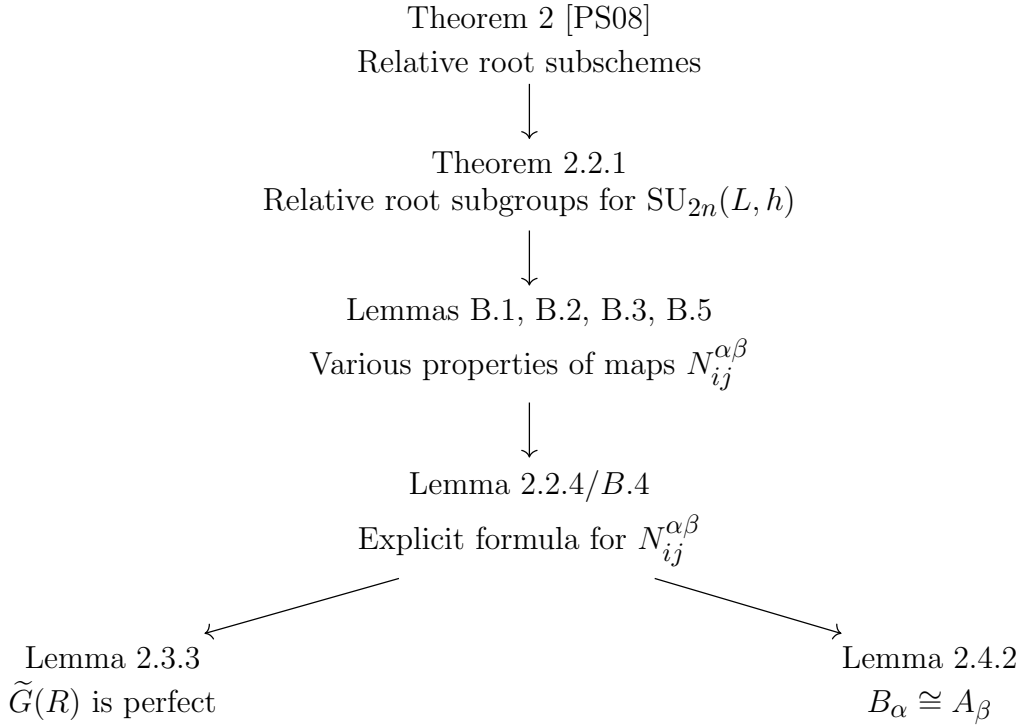 Theorem 2 [PS08]
Relative root subschemes
Theorem 2.2.1
Relative root subgroups for SU₂ₙ(L, h)
Lemmas B.1, B.2, B.3, B.5
Various properties of maps N_{ij}^{αβ}
Lemma 2.2.4/B.4
Explicit formula for N_{ij}^{αβ}
Lemma 2.3.3
G̃(R) is perfect
Lemma 2.4.2
B_α ≅ A_β